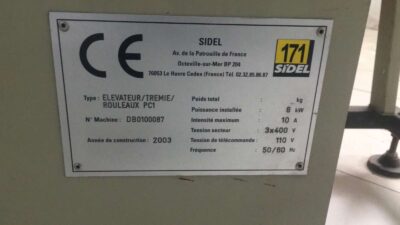 CE
SIDEL
Av. de la Patrouille de France
Octeville-sur-Mer BP 204
76053 Le Havre Cedex (France) Tél. 02.32.85.86.87
171
SIDEL
Type : ELEVATEUR/TREMIE/
ROULEAUX PC1
N° Machine : DB0100087
Année de construction : 2003
Poids total : _ kg
Puissance installée : 6 kW
Intensité maximum : 10 A
Tension secteur : 3x400 V
Tension de télécommande : 110 V
Fréquence : 50/60 Hz